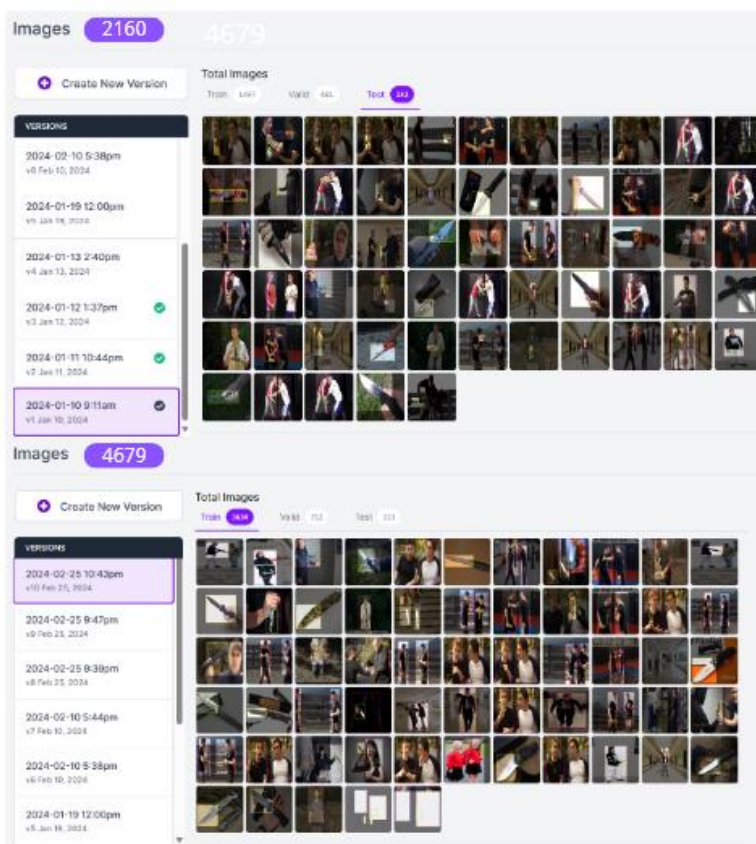 Images 2160 4679
Create New Version
Total Images
Train Valid Test
VERSIONS
2024-02-10 5:38pm
v6 Feb 10, 2024
2024-01-19 12:00pm
v5 Jan 19, 2024
2024-01-13 2:40pm
v4 Jan 13, 2024
2024-01-12 1:37pm
v3 Jan 12, 2024
2024-01-11 10:44pm
v2 Jan 11, 2024
2024-01-10 9:11am
v1 Jan 10, 2024
Images 4679
Create New Version
Total Images
Train 3634 Valid 712 Test 333
VERSIONS
2024-02-25 10:43pm
v10 Feb 25, 2024
2024-02-25 9:47pm
v9 Feb 25, 2024
2024-02-25 9:39pm
v8 Feb 25, 2024
2024-02-10 5:44pm
v7 Feb 10, 2024
2024-02-10 5:38pm
v6 Feb 10, 2024
2024-01-19 12:00pm
v5 Jan 19, 2024